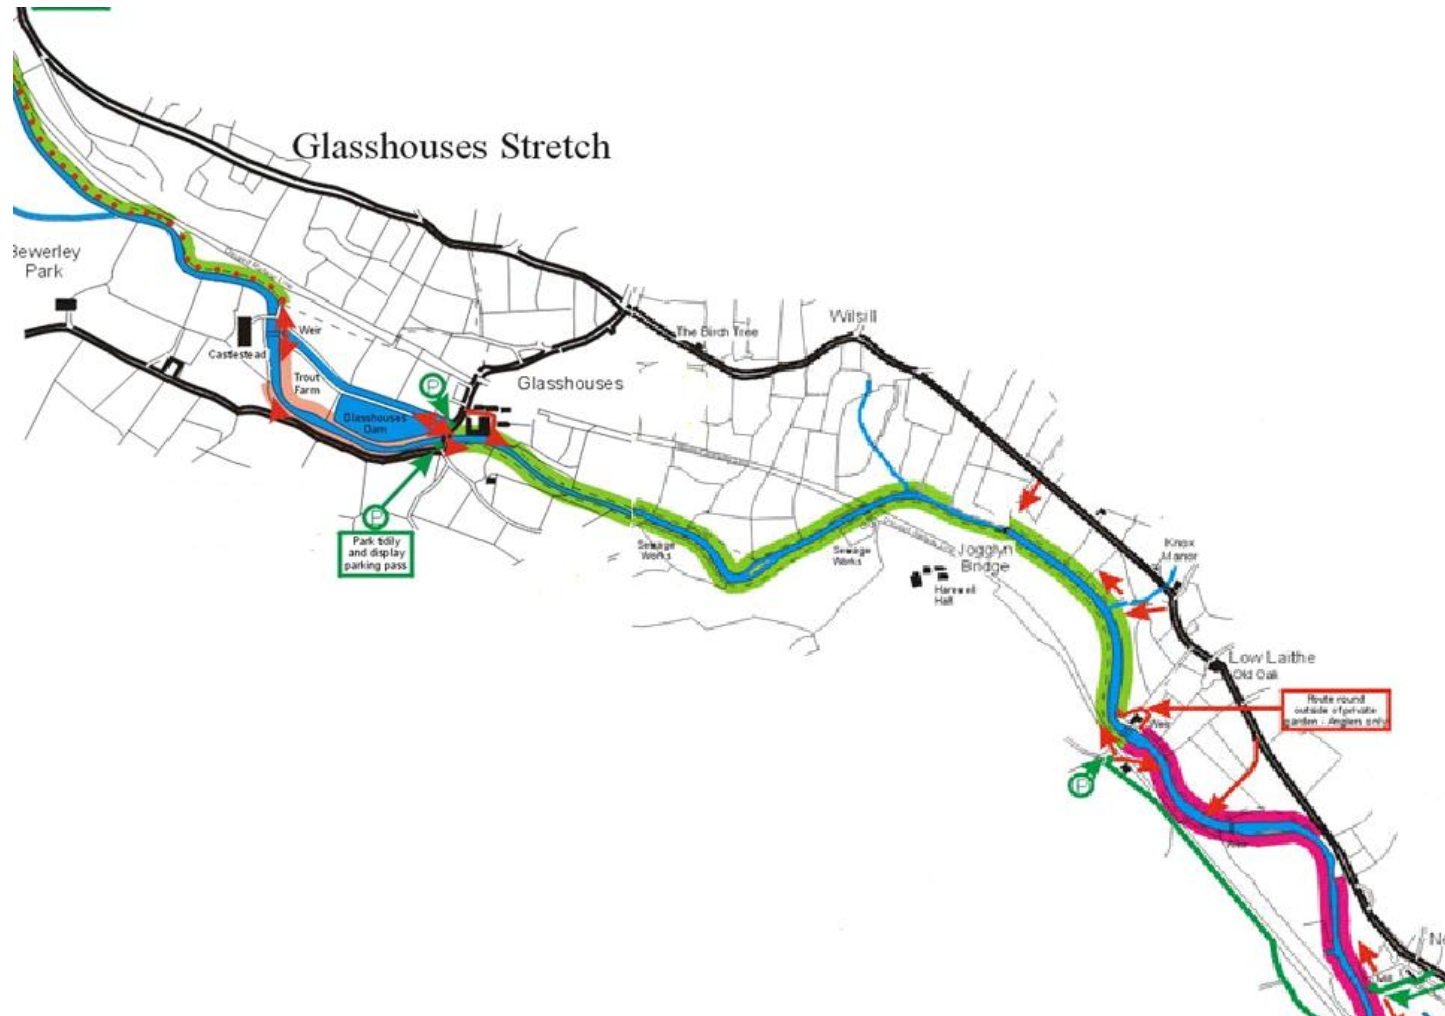 Glasshouses Stretch
Bewerley
Park
Weir
Castlestead
Trout
Farm
Glasshouses
Dam
P
Glasshouses
The Birch Tree
Wilsill
P
Park tidily
and display
parking pass
Sewage
Works
Sewage
Works
Harewell
Hall
Bridge
Knox
Manor
Low Laithe
Old Oak
Route round
outside of private
garden - Anglers only
Weir
P
Weir